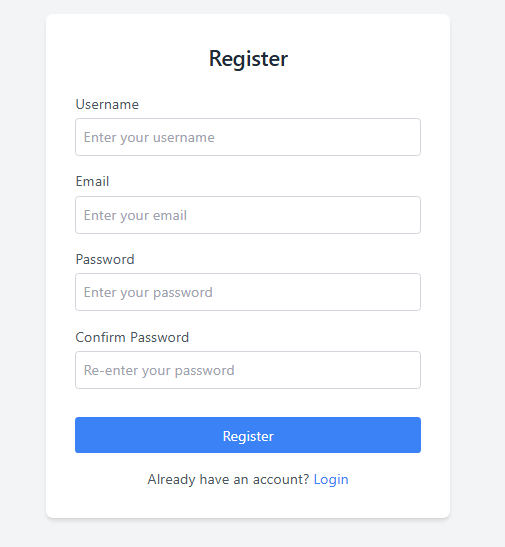 Register
Username
Enter your username
Email
Enter your email
Password
Enter your password
Confirm Password
Re-enter your password
Register
Already have an account? Login